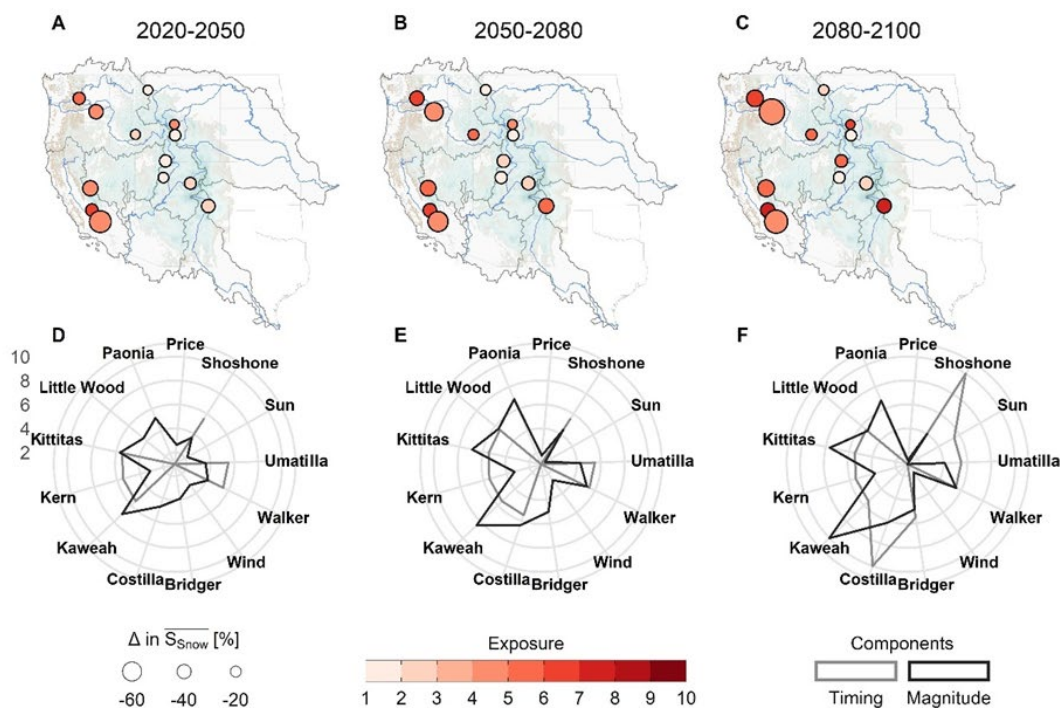 A B C
2020-2050 2050-2080 2080-2100
D E F
10
8
6
4
2
Price
Paonia Shoshone
Little Wood Sun
Kittitas Umatilla
Kern Walker
Kaweah Wind
Costilla Bridger
Price
Paonia Shoshone
Little Wood Sun
Kittitas Umatilla
Kern Walker
Kaweah Wind
Costilla Bridger
Price
Paonia Shoshone
Little Wood Sun
Kittitas Umatilla
Kern Walker
Kaweah Wind
Costilla Bridger
Δ in S̅S̅n̅o̅w̅ [%]
-60 -40 -20
Exposure
1 2 3 4 5 6 7 8 9 10
Components
Timing Magnitude